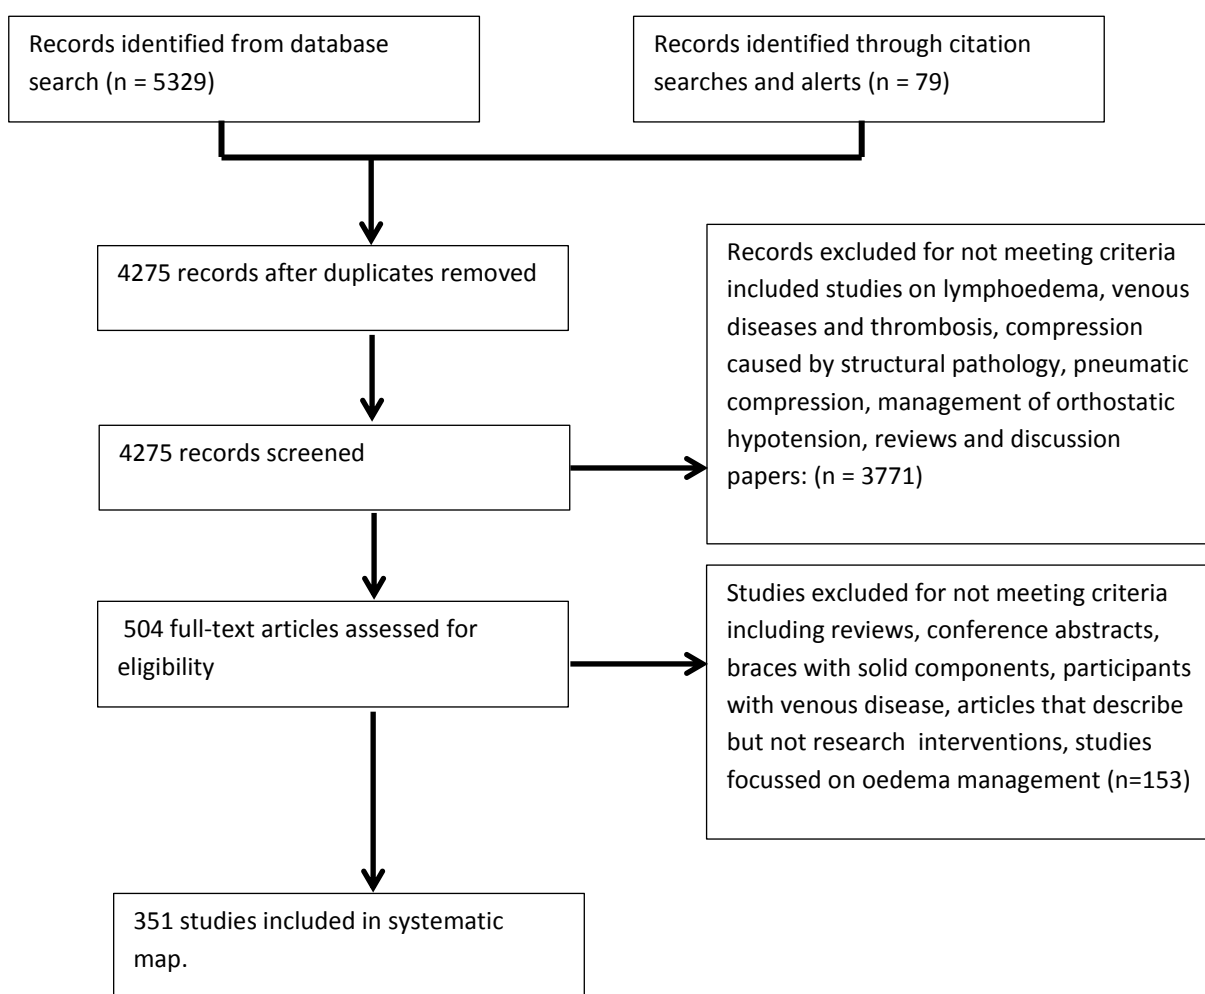 Records identified from database
search (n = 5329)
Records identified through citation
searches and alerts (n = 79)
4275 records after duplicates removed
Records excluded for not meeting criteria
included studies on lymphoedema, venous
diseases and thrombosis, compression
caused by structural pathology, pneumatic
compression, management of orthostatic
hypotension, reviews and discussion
papers: (n = 3771)
4275 records screened
504 full-text articles assessed for
eligibility
Studies excluded for not meeting criteria
including reviews, conference abstracts,
braces with solid components, participants
with venous disease, articles that describe
but not research interventions, studies
focussed on oedema management (n=153)
351 studies included in systematic
map.